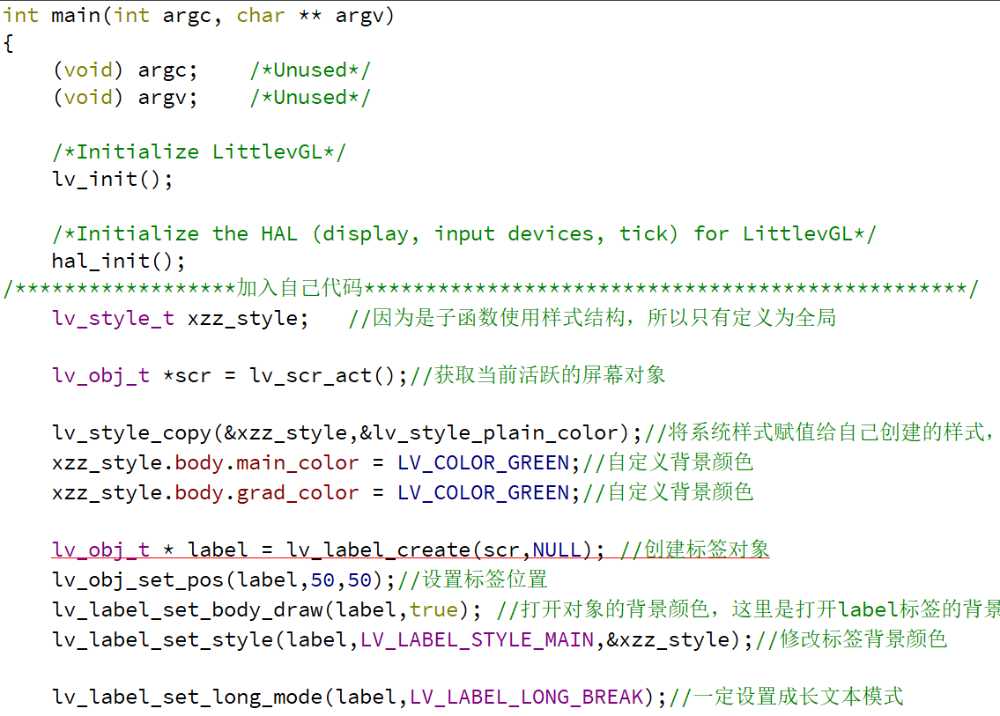 int main(int argc, char ** argv)
{
    (void) argc;    /*Unused*/
    (void) argv;    /*Unused*/

    /*Initialize LittlevGL*/
    lv_init();

    /*Initialize the HAL (display, input devices, tick) for LittlevGL*/
    hal_init();
/******************加入自己代码*************************************************/
    lv_style_t xzz_style;   //因为是子函数使用样式结构，所以只有定义为全局

    lv_obj_t *scr = lv_scr_act();//获取当前活跃的屏幕对象

    lv_style_copy(&xzz_style,&lv_style_plain_color);//将系统样式赋值给自己创建的样式，
    xzz_style.body.main_color = LV_COLOR_GREEN;//自定义背景颜色
    xzz_style.body.grad_color = LV_COLOR_GREEN;//自定义背景颜色

    lv_obj_t * label = lv_label_create(scr,NULL); //创建标签对象
    lv_obj_set_pos(label,50,50);//设置标签位置
    lv_label_set_body_draw(label,true); //打开对象的背景颜色，这里是打开label标签的背景
    lv_label_set_style(label,LV_LABEL_STYLE_MAIN,&xzz_style);//修改标签背景颜色

    lv_label_set_long_mode(label,LV_LABEL_LONG_BREAK);//一定设置成长文本模式